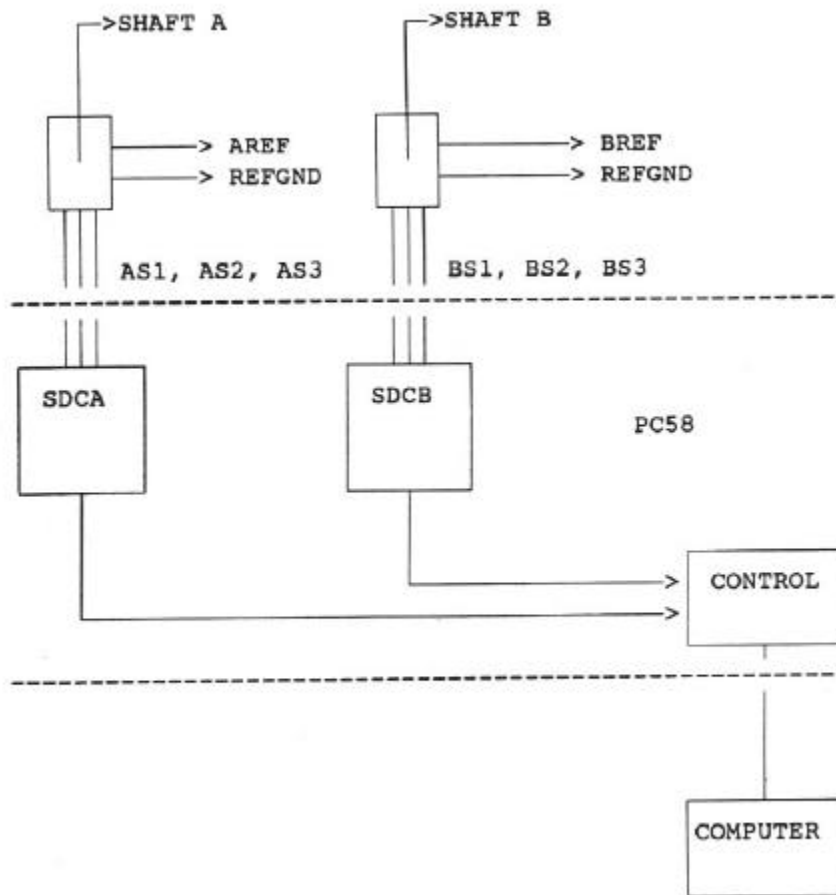 >SHAFT A
>SHAFT B
> AREF
> REFGND
> BREF
> REFGND
AS1, AS2, AS3
BS1, BS2, BS3
SDCA
SDCB
PC58
> CONTROL
>
COMPUTER